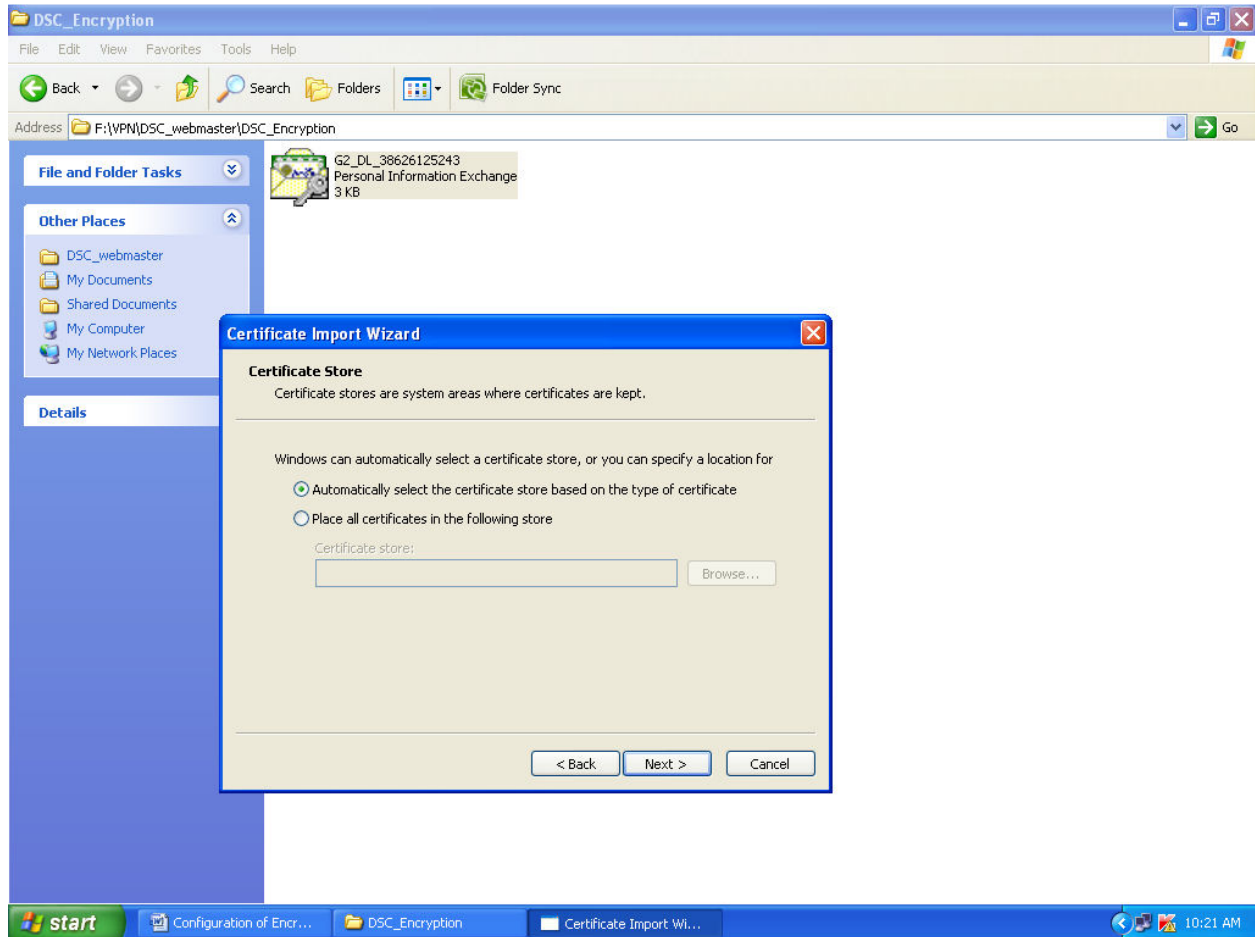 DSC_Encryption
File Edit View Favorites Tools Help
Back Search Folders Folder Sync
Address F:\VPN\DSC_webmaster\DSC_Encryption Go
File and Folder Tasks
Other Places
DSC_webmaster
My Documents
Shared Documents
My Computer
My Network Places
Details
G2_DL_38626125243
Personal Information Exchange
3 KB
Certificate Import Wizard
Certificate Store
Certificate stores are system areas where certificates are kept.
Windows can automatically select a certificate store, or you can specify a location for
Automatically select the certificate store based on the type of certificate
Place all certificates in the following store
Certificate store:
Browse...
< Back Next > Cancel
start Configuration of Encr... DSC_Encryption Certificate Import Wi... 10:21 AM